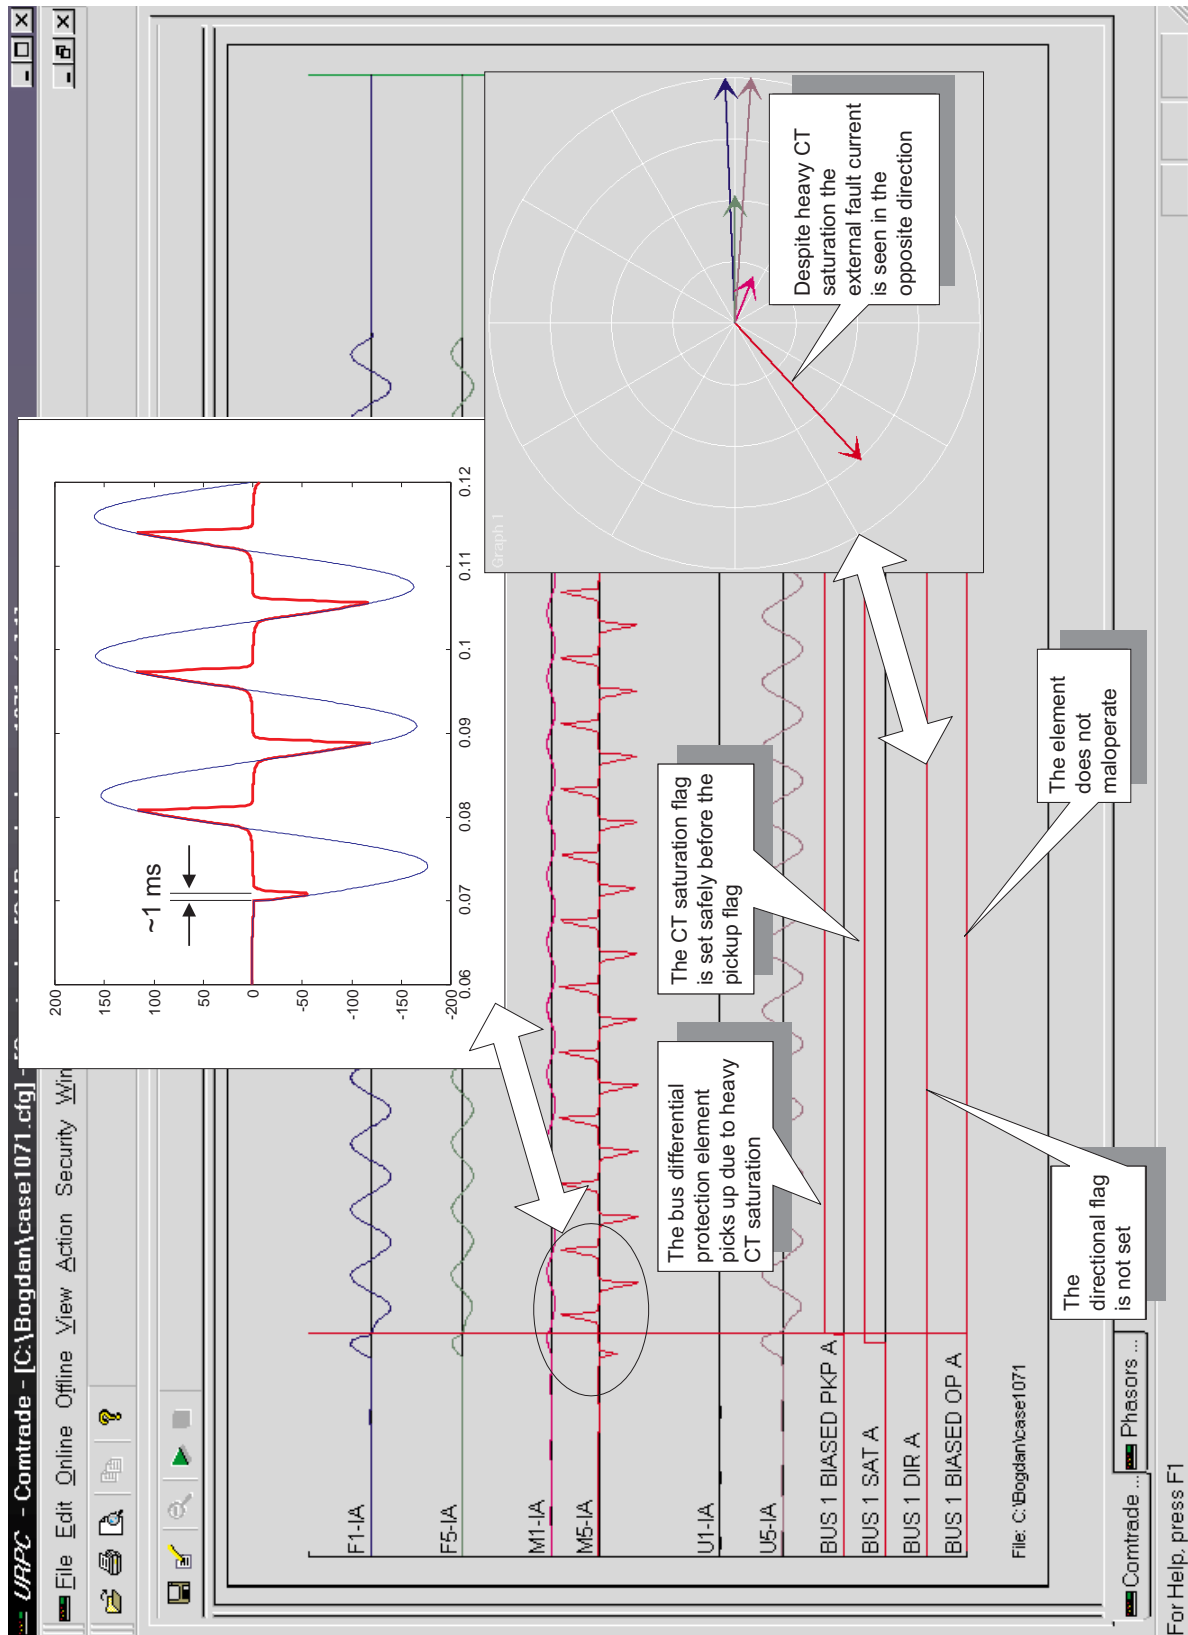 URPC - Comtrade - [C:\Bogdan\case1071.cfg] -
File Edit Online Offline View Action Security Win
F1-IA
F5-IA
M1-IA
M5-IA
U1-IA
U5-IA
BUS 1 BIASED PKP A
BUS 1 SAT A
BUS 1 DIR A
BUS 1 BIASED OP A
File: C:\Bogdan\case1071
200
150
100
50
0
-50
-100
-150
-200
0.06
0.07
0.08
0.09
0.1
0.11
0.12
~1 ms
Graph 1
Despite heavy CT
saturation the
external fault current
is seen in the
opposite direction
The bus differential
protection element
picks up due to heavy
CT saturation
The CT saturation flag
is set safely before the
pickup flag
The
directional flag
is not set
The element
does not
maloperate
Comtrade ...
Phasors ...
For Help, press F1